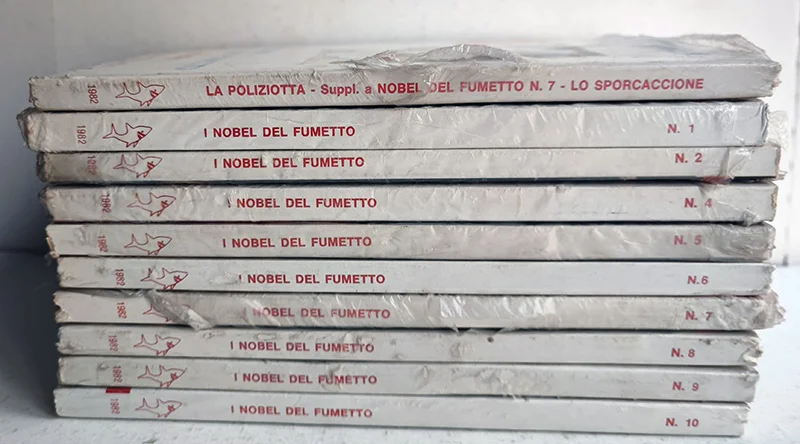 1982 LA POLIZIOTTA - Suppl. a NOBEL DEL FUMETTO N. 7 - LO SPORCACCIONE
1982 I NOBEL DEL FUMETTO N. 1
1982 I NOBEL DEL FUMETTO N. 2
1982 I NOBEL DEL FUMETTO N. 4
1982 I NOBEL DEL FUMETTO N. 5
1982 I NOBEL DEL FUMETTO N.6
1982 I NOBEL DEL FUMETTO N. 7
1982 I NOBEL DEL FUMETTO N. 8
1982 I NOBEL DEL FUMETTO N. 9
1982 I NOBEL DEL FUMETTO N. 10